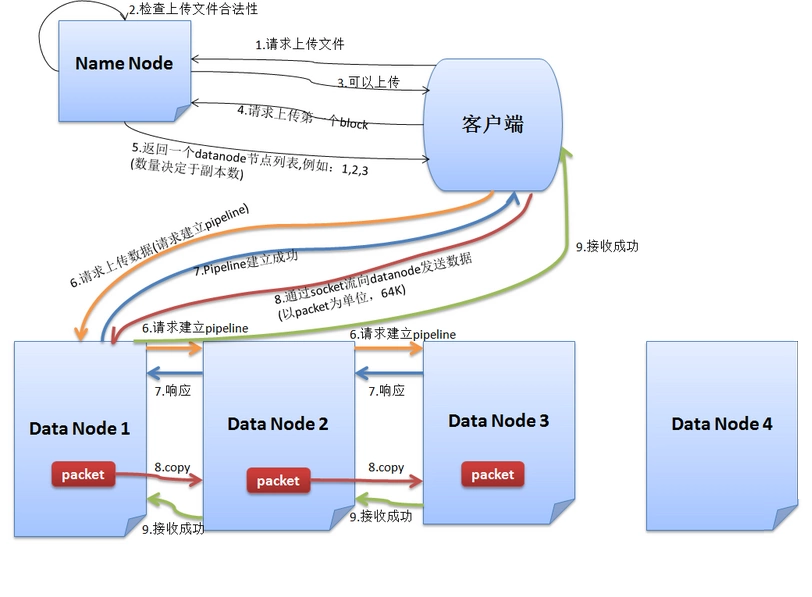 2.检查上传文件合法性
Name Node
1.请求上传文件
3.可以上传
4.请求上传第一个block
客户端
5.返回一个datanode节点列表,例如：1,2,3
(数量决定于副本数)
6.请求上传数据(请求建立pipeline)
7.Pipeline建立成功
8.通过socket流向datanode发送数据
(以packet为单位，64K)
9.接收成功
6.请求建立pipeline
6.请求建立pipeline
7.响应
7.响应
Data Node 1
Data Node 2
Data Node 3
Data Node 4
packet
8.copy
packet
8.copy
packet
9.接收成功
9.接收成功